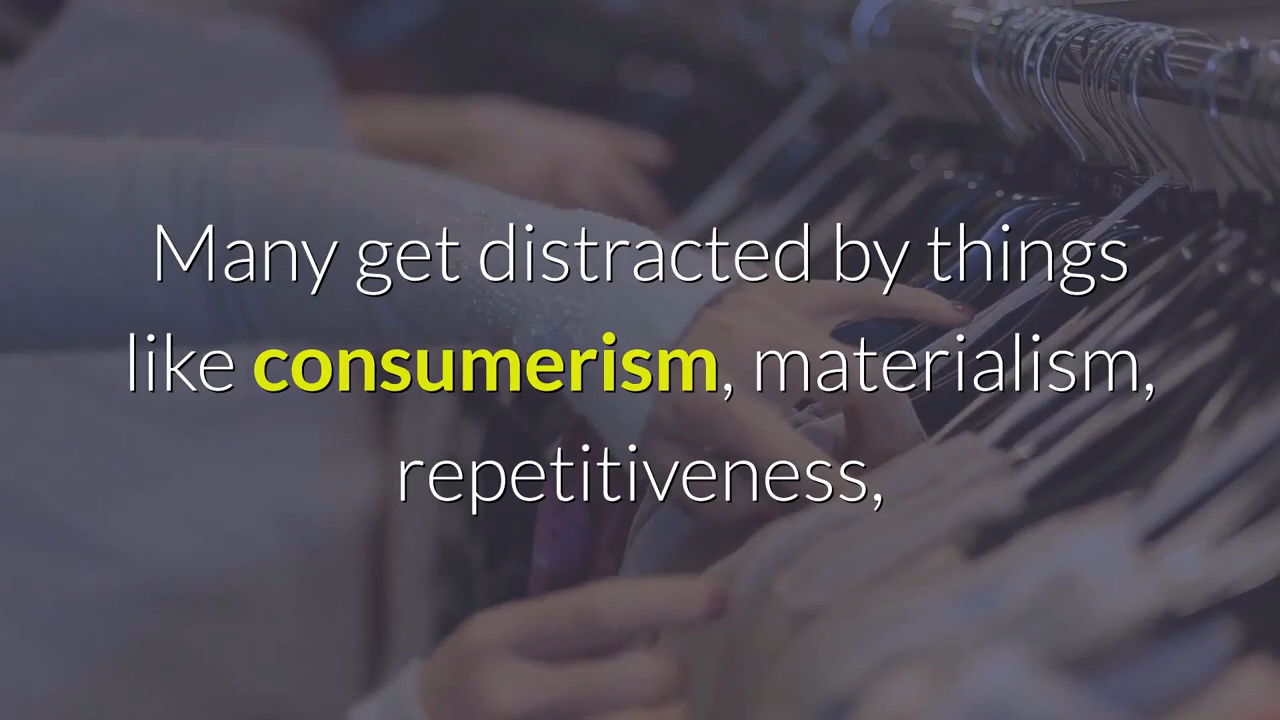 Many get distracted by things
like consumerism, materialism,
repetitiveness,